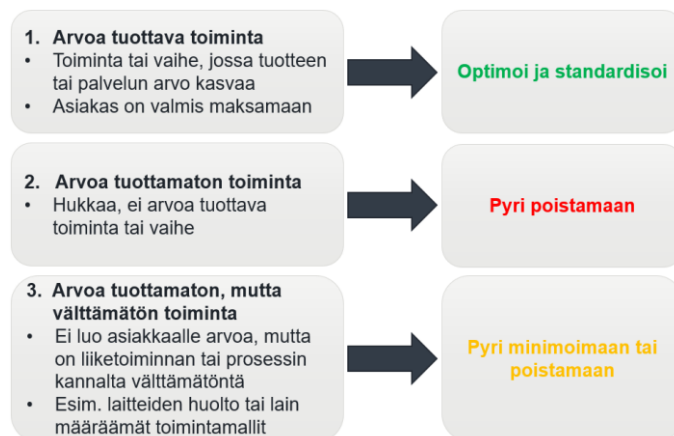 1. Arvoa tuottava toiminta
• Toiminta tai vaihe, jossa tuotteen
tai palvelun arvo kasvaa
• Asiakas on valmis maksamaan
Optimoi ja standardisoi
2. Arvoa tuottamaton toiminta
• Hukkaa, ei arvoa tuottava
toiminta tai vaihe
Pyri poistamaan
3. Arvoa tuottamaton, mutta
välttämätön toiminta
• Ei luo asiakkaalle arvoa, mutta
on liiketoiminnan tai prosessin
kannalta välttämätöntä
• Esim. laitteiden huolto tai lain
määräämät toimintamallit
Pyri minimoimaan tai
poistamaan